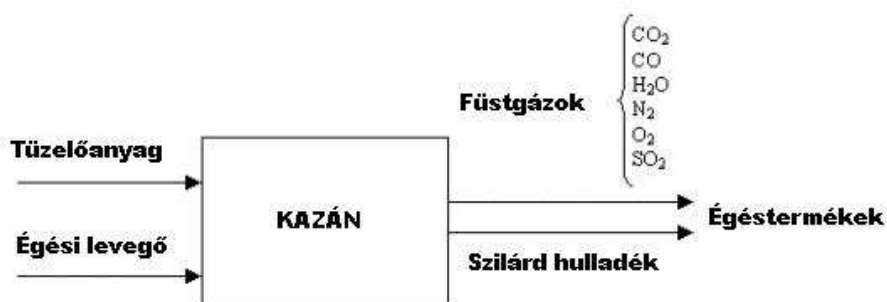 CO₂
CO
H₂O
Füstgázok
N₂
O₂
SO₂
Tüzelőanyag
KAZÁN
Égéstermékek
Égési levegő
Szilárd hulladék